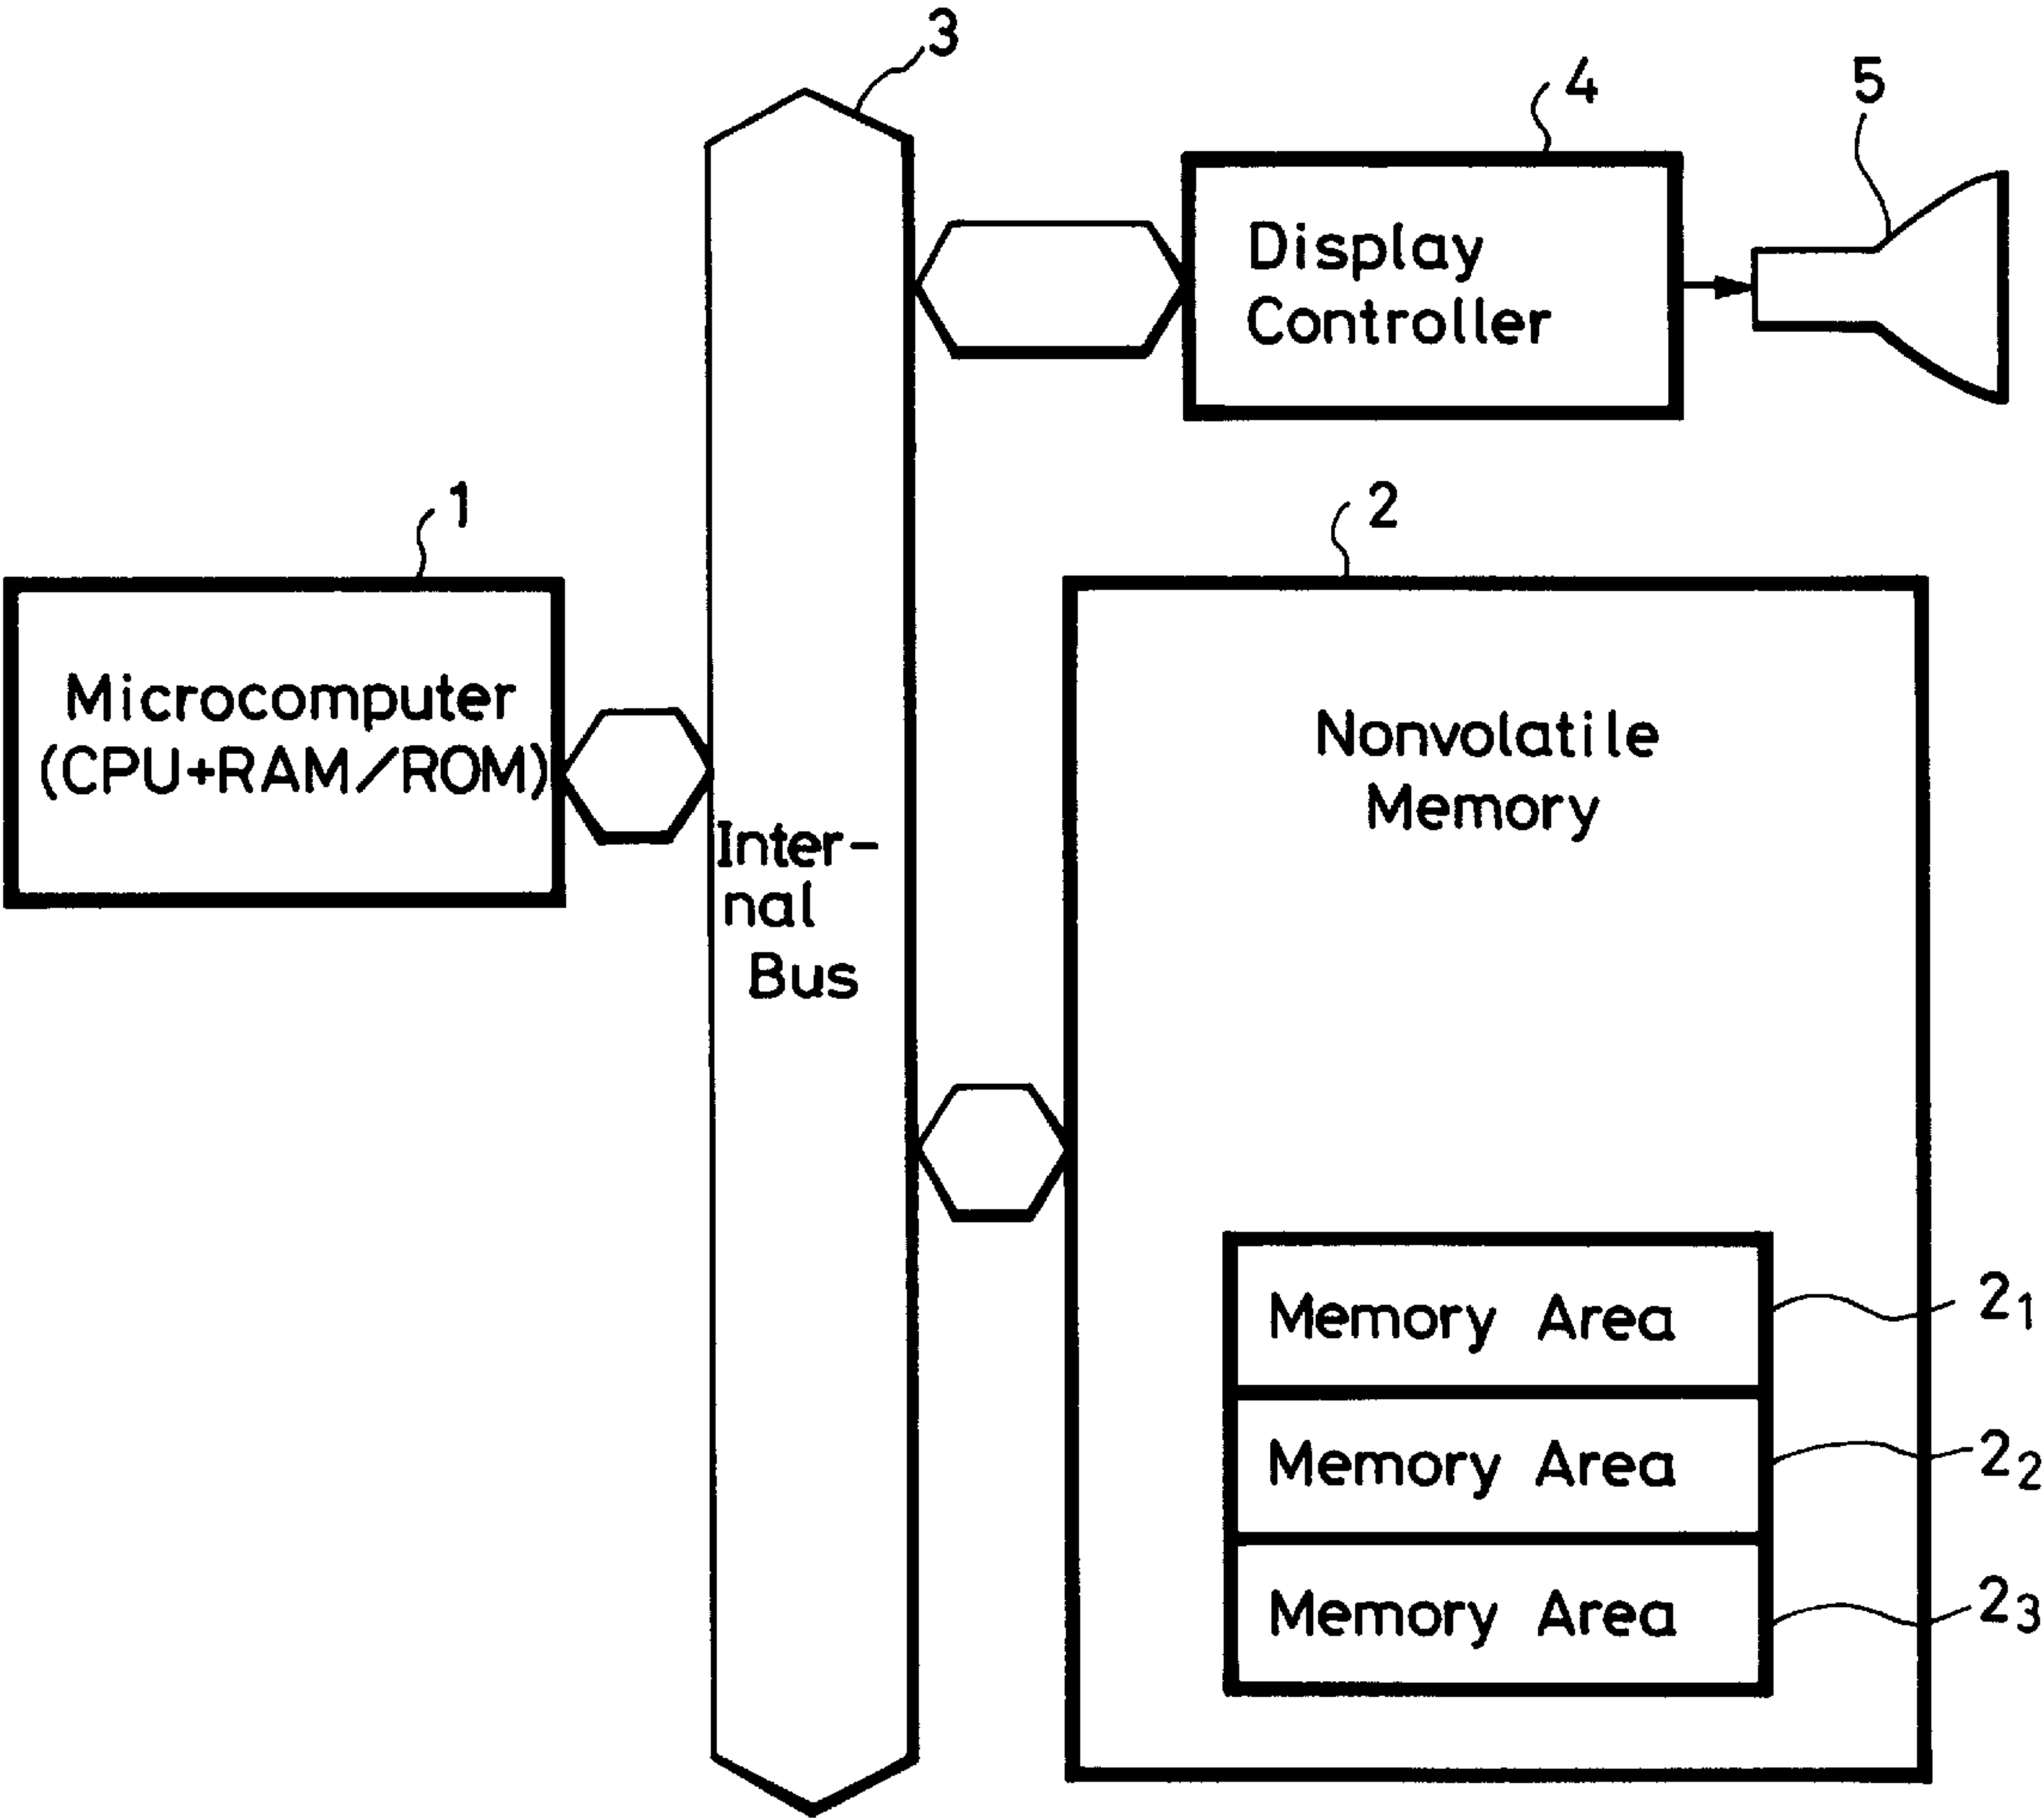 3
4
5
Display
Controller
1
2
Microcomputer
(CPU+RAM/ROM)
Nonvolatile
Memory
Inter-
nal
Bus
Memory Area
2₁
Memory Area
2₂
Memory Area
2₃